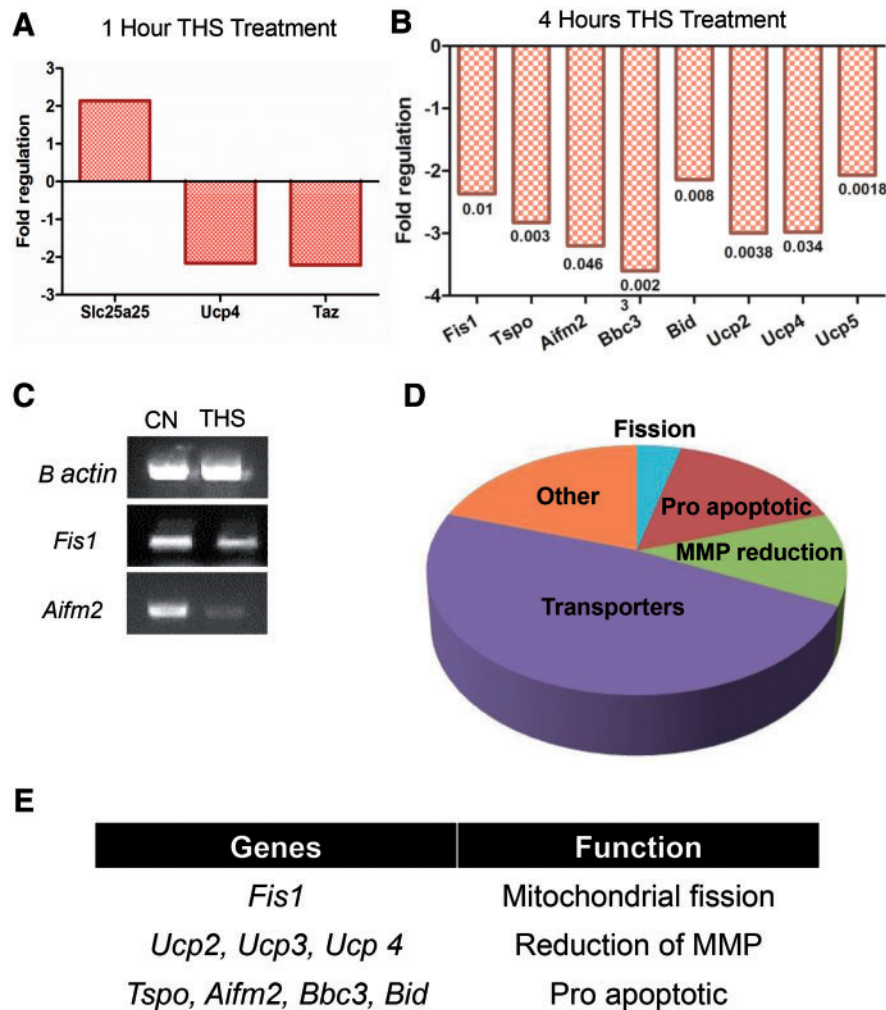 A
1 Hour THS Treatment
Fold regulation
3
2
1
0
-1
-2
-3
Slc25a25 Ucp4 Taz
B
4 Hours THS Treatment
Fold regulation
0
-1
-2
-3
-4
0.01
0.003
0.046
0.002
3
0.008
0.0038
0.034
0.0018
Fis1 Tspo Aifm2 Bbc3 Bid Ucp2 Ucp4 Ucp5
C
CN THS
B actin
Fis1
Aifm2
D
Fission
Pro apoptotic
MMP reduction
Transporters
Other
E
Genes Function
Fis1 Mitochondrial fission
Ucp2, Ucp3, Ucp 4 Reduction of MMP
Tspo, Aifm2, Bbc3, Bid Pro apoptotic